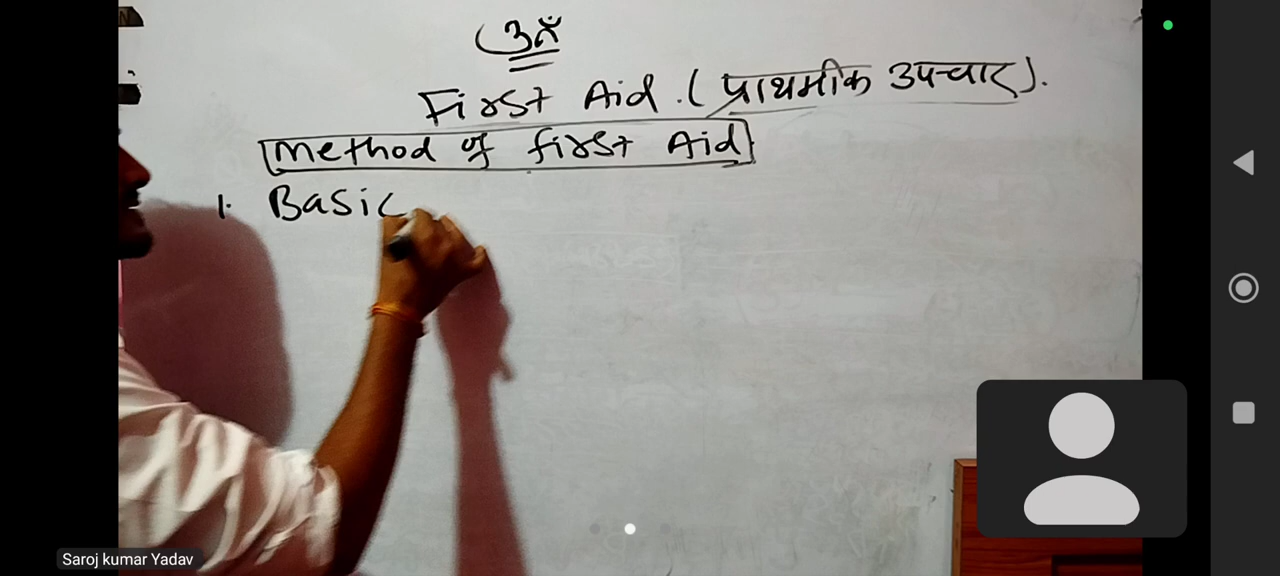 ॐ
First Aid. (प्राथमीक उपचार).
Method of first Aid
1. Basic
Saroj kumar Yadav